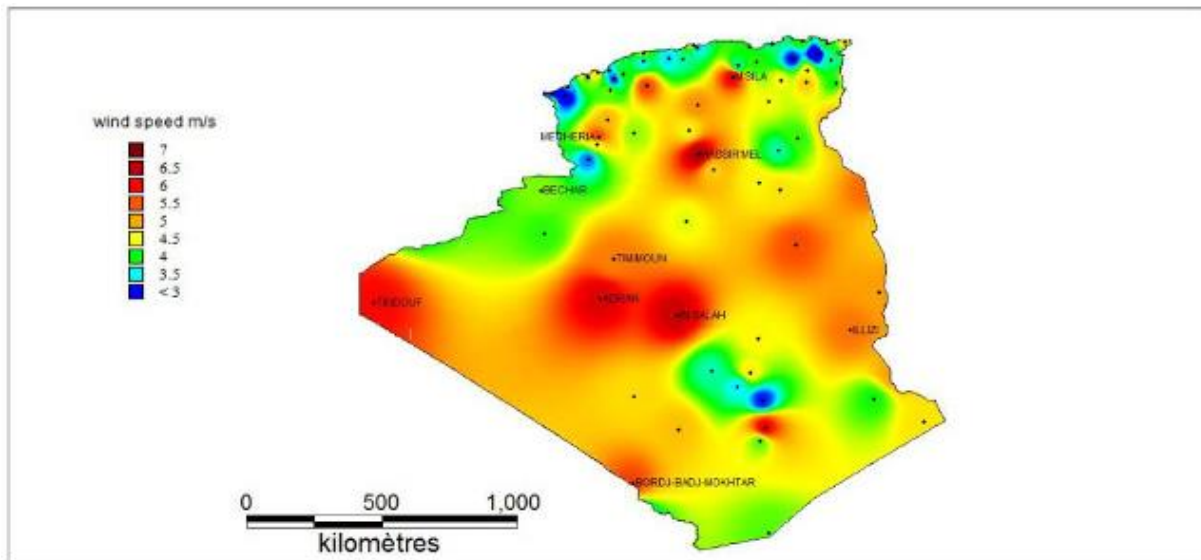 M'SILA
wind speed m/s
7
6.5
6
5.5
5
4.5
4
3.5
< 3
MECHERIA
HASSIR'MEL
BECHAR
TIMIMOUN
TINDOUF
ADRAR
IN SALAH
ILLIZI
BORDJ-BADJ-MOKHTAR
0 500 1,000
kilomètres